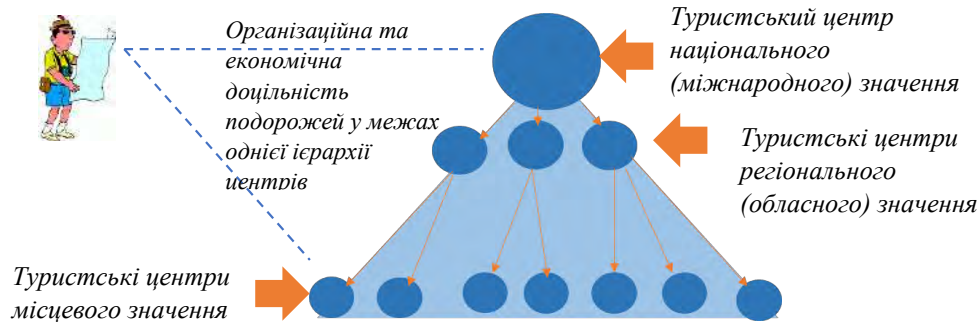 Організаційна та
економічна
доцільність
подорожей у межах
однієї ієрархії
центрів
Туристський центр
національного
(міжнародного) значення
Туристські центри
регіонального
(обласного) значення
Туристські центри
місцевого значення